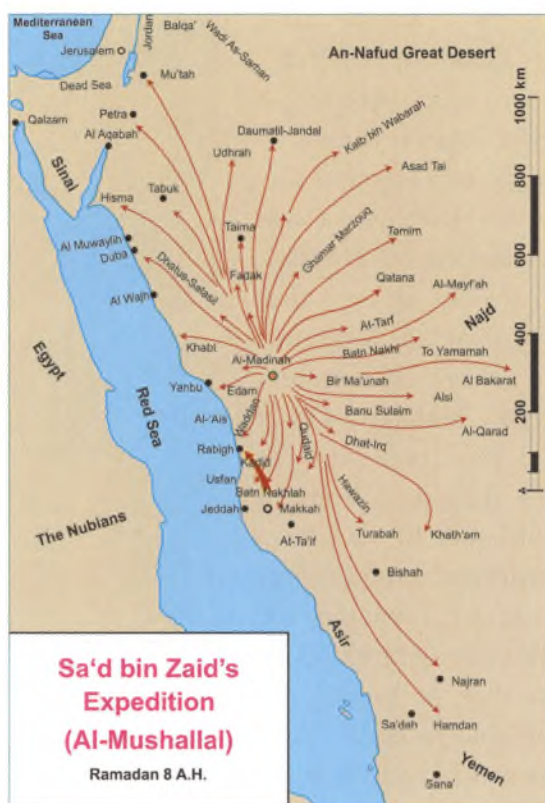 Mediterranean
Sea
Jerusalem
Jordan
Balqa'
Wadi As-Sarhan
An-Nafud Great Desert
Dead Sea
Mu'tah
Qalzam
Petra
Al Aqabah
Daumatil-Jandal
Udhrah
Kalb bin Wabarah
Asad Tai
Sinai
Hisma
Tabuk
Taima
Ghamar Marzouq
Tamim
Al Muwaylih
Duba
Dhatus-Salasil
Fadak
Qatana
Al-Mayf'ah
Al Wajh
At-Tarf
Najd
Egypt
Khabt
Al-Madinah
Batn Nakhl
To Yamamah
Yanbu
Edam
Bir Ma'unah
Al Bakarat
Red Sea
Al-'Ais
Waddan
Qudaid
Banu Sulaim
Alsi
Al-Qarad
Rabigh
Kadid
Dhat-Irq
Usfan
Batn Nakhlah
Hawazin
Jeddah
Makkah
The Nubians
At-Ta'if
Turabah
Khath'am
Bishah
Asir
Najran
Sa'dah
Hamdan
Yemen
Sana'
1000 km
800
600
400
200
4
Sa'd bin Zaid's
Expedition
(Al-Mushallal)
Ramadan 8 A.H.